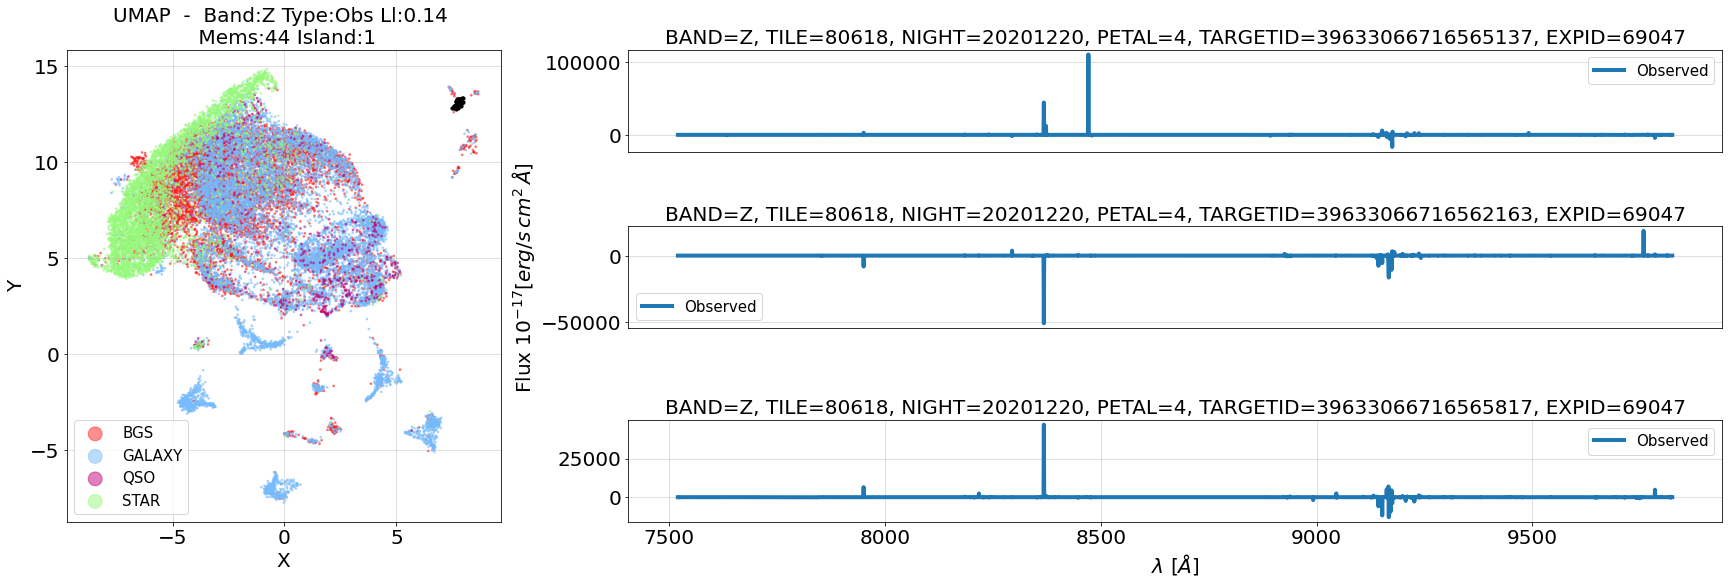 UMAP - Band:Z Type:Obs Ll:0.14
Mems:44 Island:1
15
10
5
0
−5
Y
−5
0
5
X
BGS
GALAXY
QSO
STAR
BAND=Z, TILE=80618, NIGHT=20201220, PETAL=4, TARGETID=39633066716565137, EXPID=69047
100000
0
Observed
BAND=Z, TILE=80618, NIGHT=20201220, PETAL=4, TARGETID=39633066716562163, EXPID=69047
0
−50000
Observed
Flux 10^{−17}[erg/s cm^{2} Å]
BAND=Z, TILE=80618, NIGHT=20201220, PETAL=4, TARGETID=39633066716565817, EXPID=69047
25000
0
Observed
7500
8000
8500
9000
9500
λ [Å]